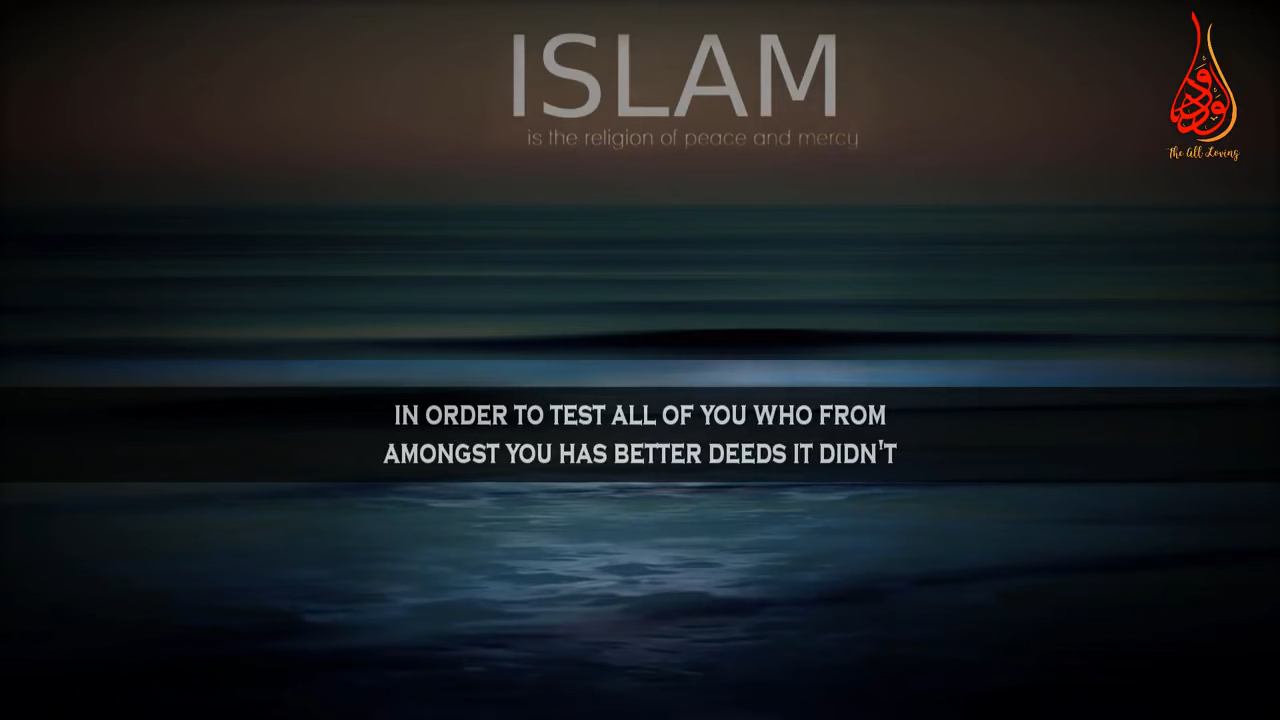 ISLAM
is the religion of peace and mercy
الودود
The All Loving
IN ORDER TO TEST ALL OF YOU WHO FROM
AMONGST YOU HAS BETTER DEEDS IT DIDN'T